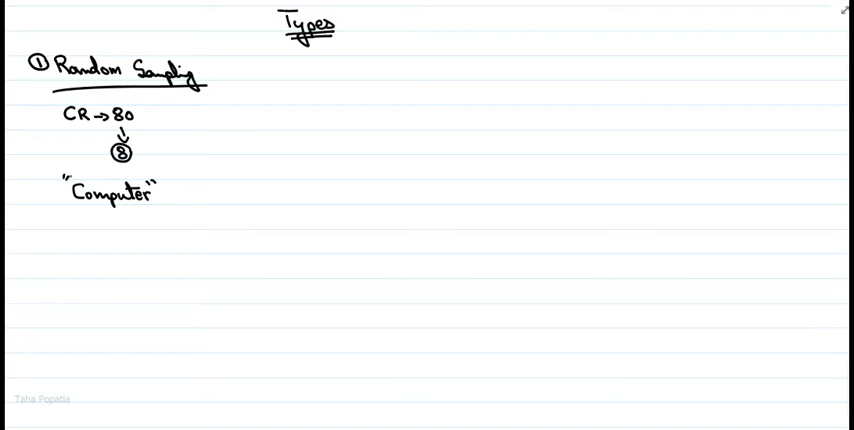 Types
① Random Sampling
CR → 80
↓
⑧
"Computer"
Taha Popatia